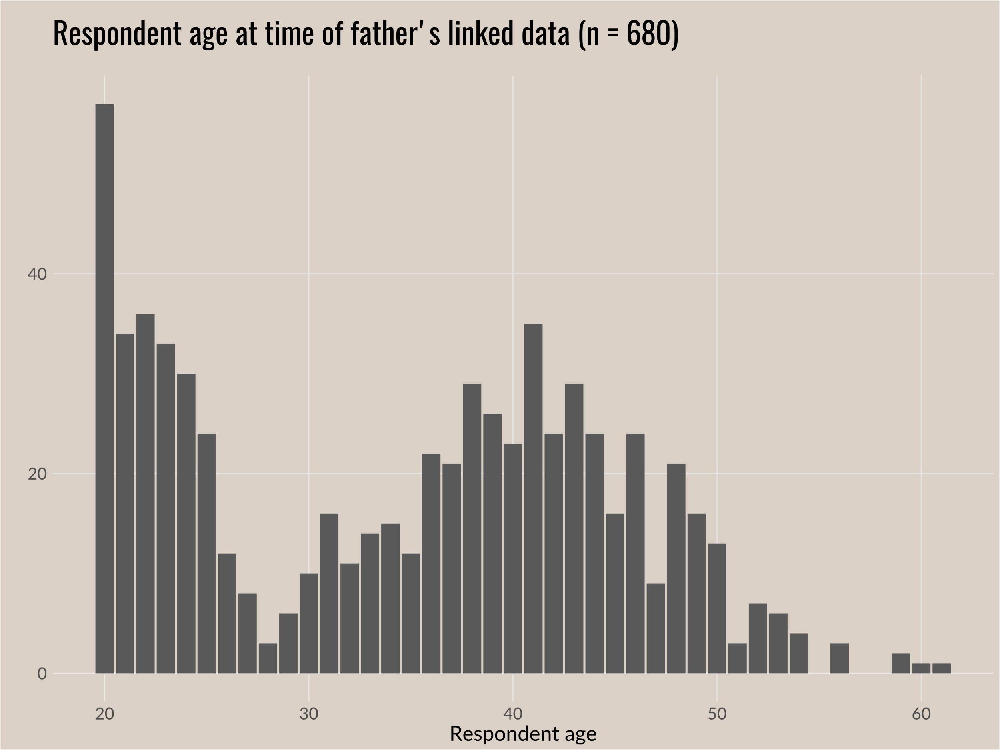 Respondent age at time of father's linked data (n = 680)
40
20
0
20 30 40 50 60
Respondent age